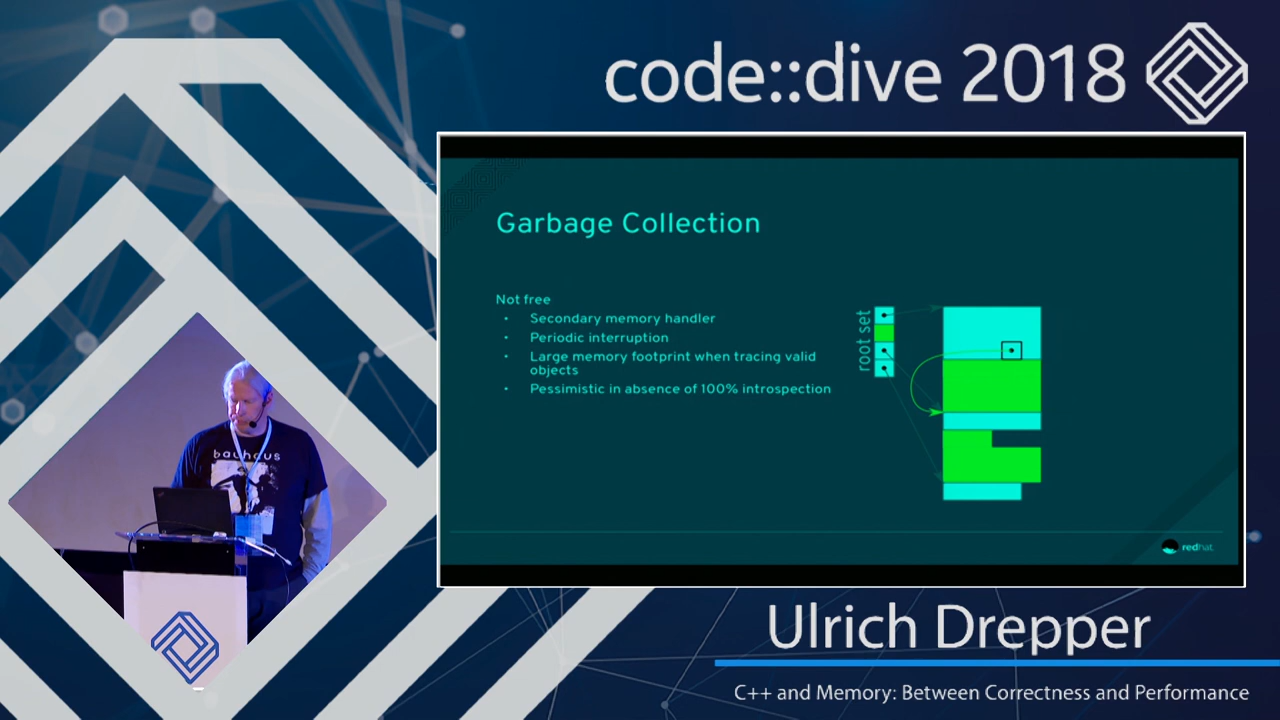 code::dive 2018
Garbage Collection
Not free
• Secondary memory handler
• Periodic interruption
• Large memory footprint when tracing valid
objects
• Pessimistic in absence of 100% introspection
root set
redhat
bauhaus
Ulrich Drepper
C++ and Memory: Between Correctness and Performance